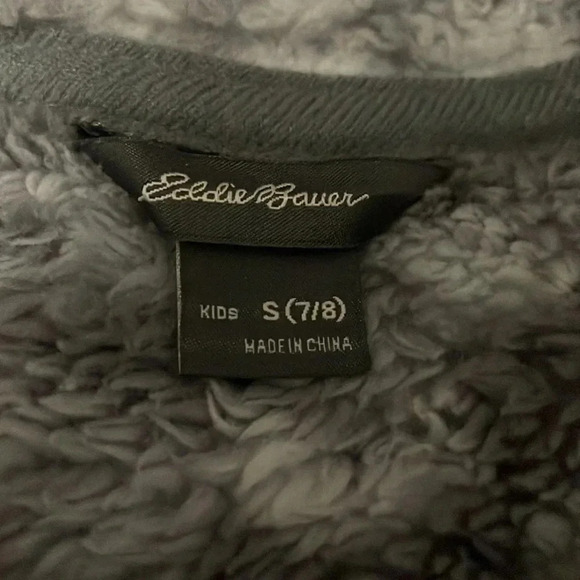 Eddie Bauer
KIDS S (7/8)
MADE IN CHINA